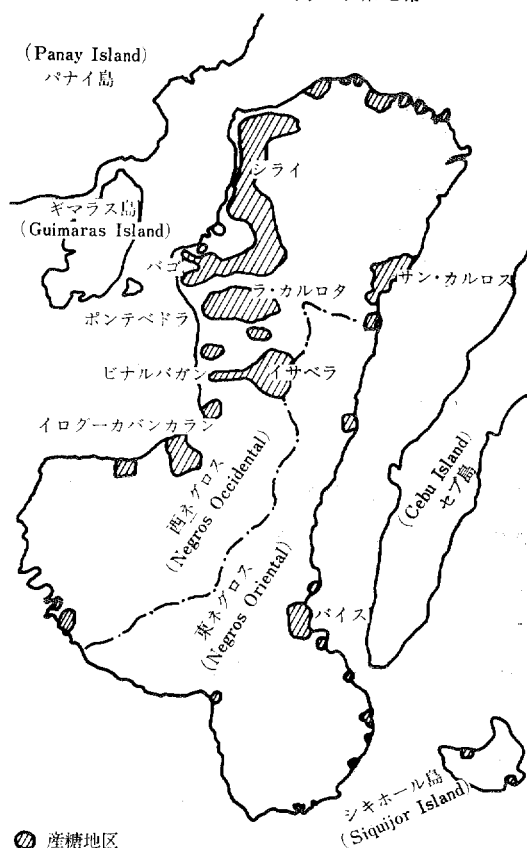 (Panay Island)
パナイ島
シライ
ギマラス島
(Guimaras Island)
バゴ
サン・カルロス
ラ・カルロタ
ポンテベドラ
ビナルバガン
イサベラ
イログーカバンカラン
西ネグロス
(Negros Occidental)
(Cebu Island)
セブ島
東ネグロス
(Negros Oriental)
バイス
シキホール島
(Siquijor Island)
産糖地区